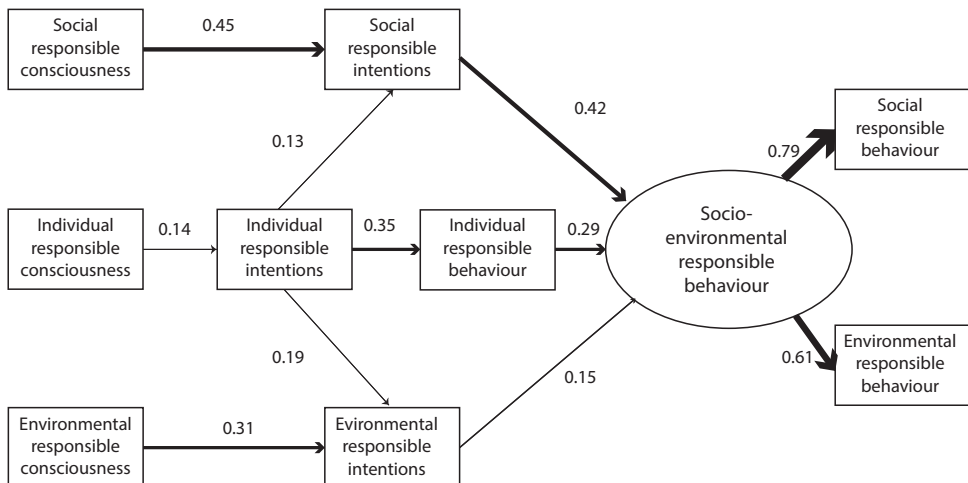 Social
responsible
consciousness
0.45
Social
responsible
intentions
0.42
Social
responsible
behaviour
0.79
0.13
Individual
responsible
consciousness
0.14
Individual
responsible
intentions
0.35
Individual
responsible
behaviour
0.29
Socio-
environmental
responsible
behaviour
0.19
0.15
0.61
Environmental
responsible
behaviour
Environmental
responsible
consciousness
0.31
Evironmental
responsible
intentions